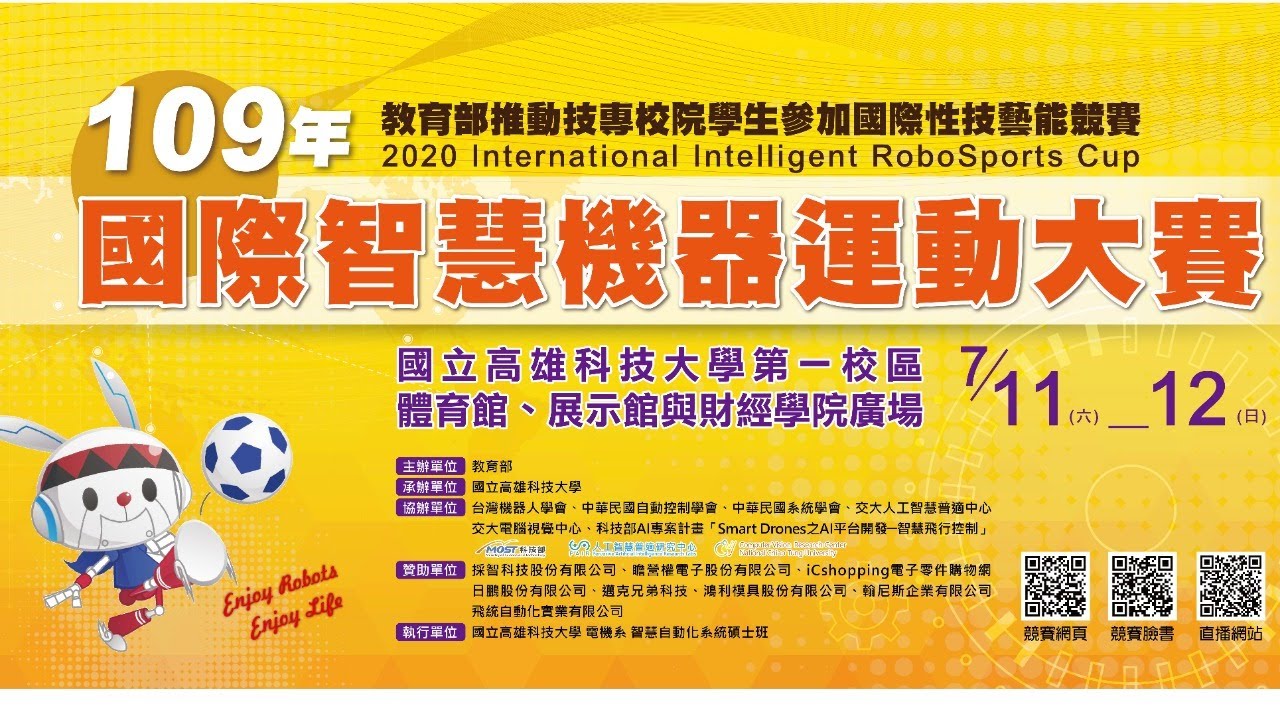 109年
教育部推動技專校院學生參加國際性技藝能競賽
2020 International Intelligent RoboSports Cup
國際智慧機器運動大賽
國立高雄科技大學第一校區
體育館、展示館與財經學院廣場
7/11(六)__12(日)
主辦單位 教育部
承辦單位 國立高雄科技大學
協辦單位 台灣機器人學會、中華民國自動控制學會、中華民國系統學會、交大人工智慧普適中心
交大電腦視覺中心、科技部AI專案計畫「Smart Drones之AI平台開發—智慧飛行控制」
MOST 科技部
PAIR 人工智慧普適研究中心
Pervasive Artificial Intelligence Research Labs
Computer Vision Research Center
National Chiao Tung University
贊助單位 採智科技股份有限公司、瞻營權電子股份有限公司、iCshopping電子零件購物網
日鵬股份有限公司、邁克兄弟科技、鴻利模具股份有限公司、翰尼斯企業有限公司
飛統自動化實業有限公司
執行單位 國立高雄科技大學 電機系 智慧自動化系統碩士班
Enjoy Robots
Enjoy Life
競賽網頁
競賽臉書
直播網站